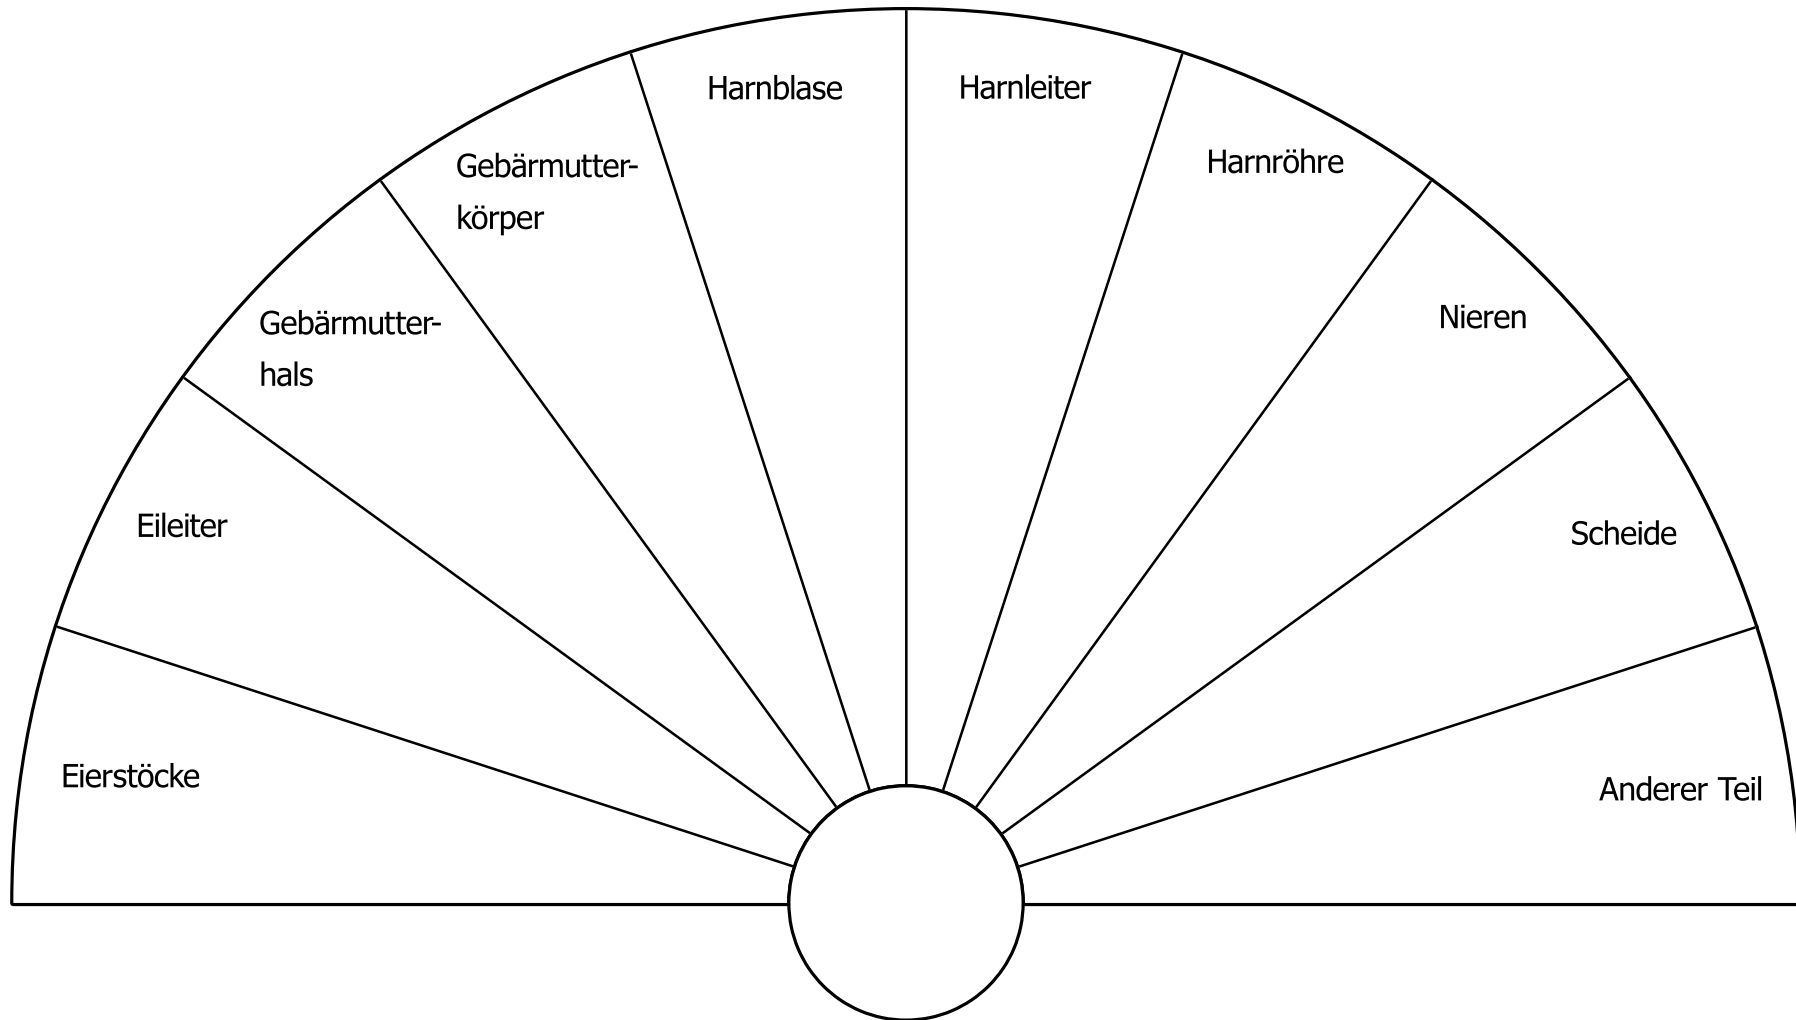 Harnblase
Harnleiter
Gebärmutter-
körper
Harnröhre
Gebärmutter-
hals
Nieren
Eileiter
Scheide
Eierstöcke
Anderer Teil